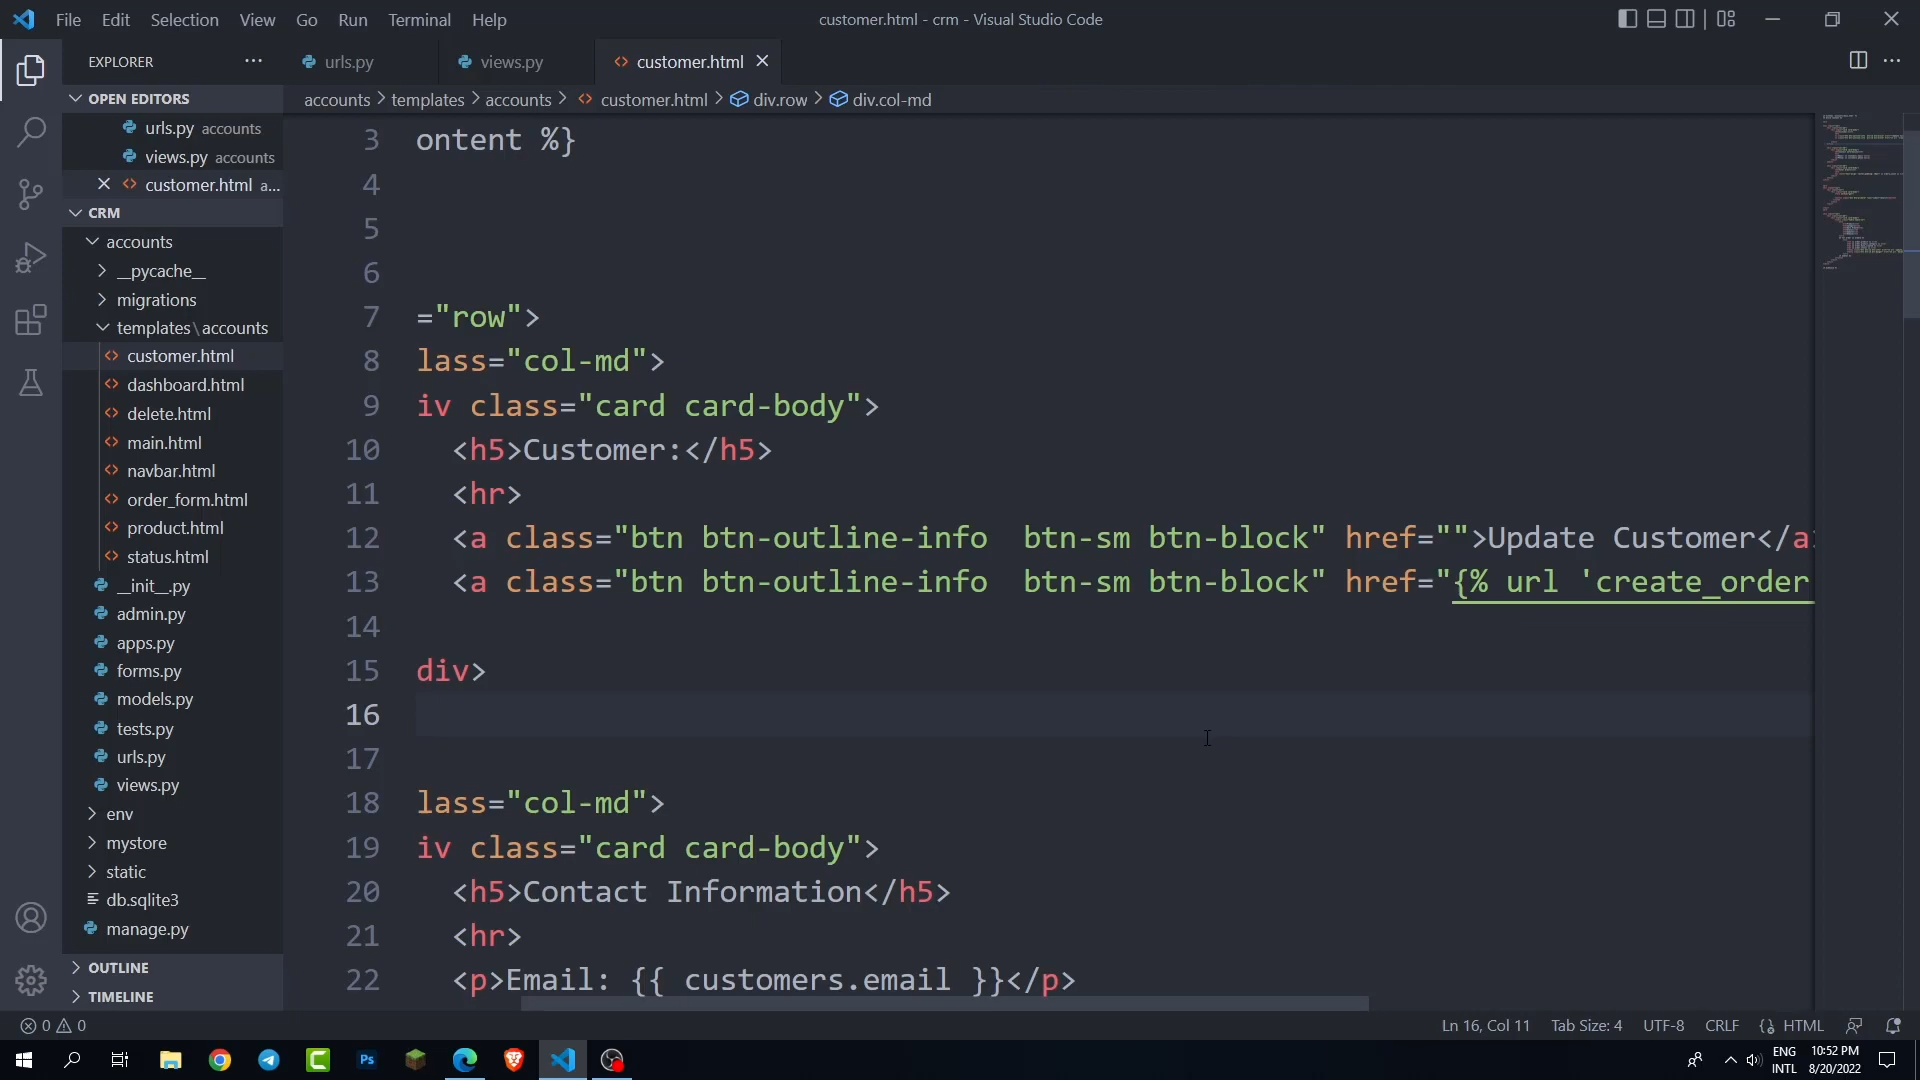 File Edit Selection View Go Run Terminal Help
customer.html - crm - Visual Studio Code
EXPLORER
urls.py
views.py
customer.html
OPEN EDITORS
urls.py accounts
views.py accounts
customer.html a...
CRM
accounts
__pycache__
migrations
templates\accounts
customer.html
dashboard.html
delete.html
main.html
navbar.html
order_form.html
product.html
status.html
__init__.py
admin.py
apps.py
forms.py
models.py
tests.py
urls.py
views.py
env
mystore
static
db.sqlite3
manage.py
OUTLINE
TIMELINE
accounts > templates > accounts > customer.html > div.row > div.col-md
3 ontent %}
4
5
6
7 ="row">
8 lass="col-md">
9 iv class="card card-body">
10 <h5>Customer:</h5>
11 <hr>
12 <a class="btn btn-outline-info  btn-sm btn-block" href="">Update Customer</a
13 <a class="btn btn-outline-info  btn-sm btn-block" href="{% url 'create_order
14
15 div>
16
17
18 lass="col-md">
19 iv class="card card-body">
20 <h5>Contact Information</h5>
21 <hr>
22 <p>Email: {{ customers.email }}</p>
0 0
Ln 16, Col 11 Tab Size: 4 UTF-8 CRLF HTML
Ps
ENG
INTL
10:52 PM
8/20/2022